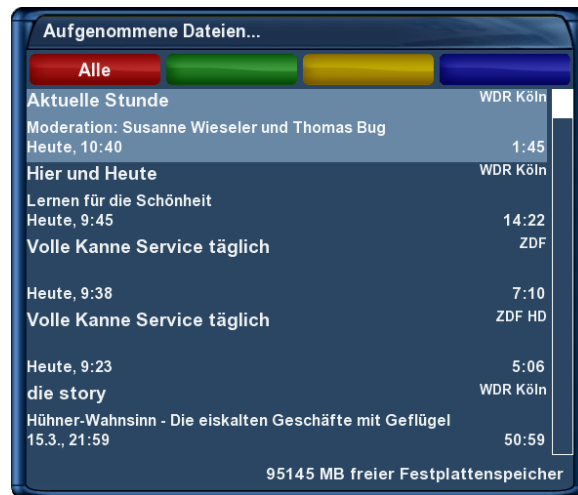 Aufgenommene Dateien...
Alle
Aktuelle Stunde WDR Köln
Moderation: Susanne Wieseler und Thomas Bug
Heute, 10:40 1:45
Hier und Heute WDR Köln
Lernen für die Schönheit
Heute, 9:45 14:22
Volle Kanne Service täglich ZDF
Heute, 9:38 7:10
Volle Kanne Service täglich ZDF HD
Heute, 9:23 5:06
die story WDR Köln
Hühner-Wahnsinn - Die eiskalten Geschäfte mit Geflügel
15.3., 21:59 50:59
95145 MB freier Festplattenspeicher